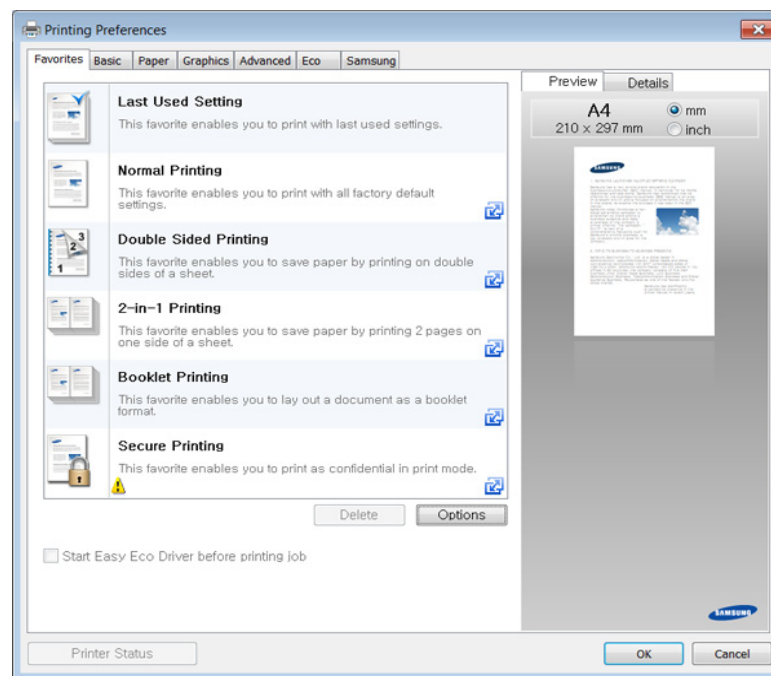 Printing Preferences
Favorites Basic Paper Graphics Advanced Eco Samsung
Last Used Setting
This favorite enables you to print with last used settings.
Normal Printing
This favorite enables you to print with all factory default
settings.
3
2
1
Double Sided Printing
This favorite enables you to save paper by printing on double
sides of a sheet.
2-in-1 Printing
This favorite enables you to save paper by printing 2 pages on
one side of a sheet.
Booklet Printing
This favorite enables you to lay out a document as a booklet
format.
Secure Printing
This favorite enables you to print as confidential in print mode.
Delete Options
Start Easy Eco Driver before printing job
Preview Details
A4 mm
210 x 297 mm inch
SAMSUNG
SAMSUNG
Printer Status OK Cancel